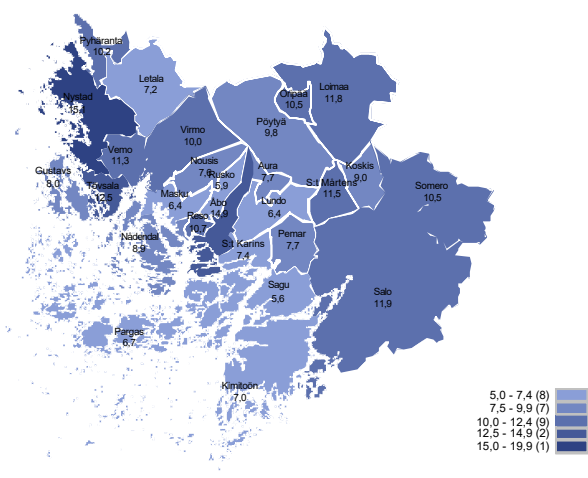 Pyhäranta
10,2
Letala
7,2
Nystad
Loimaa
11,8
Oripää
10,5
Pöytyä
9,8
Virmo
10,0
Vemo
11,3
Gustavs
8,0
Tövsala
12,5
Nousis
Rusko
5,9
Aura
7,7
Koskis
9,0
S:t Mårtens
11,5
Somero
10,5
Masku
6,4
Åbo
14,9
Lundo
6,4
Reso
10,7
Nådendal
8,9
S:t Karins
7,4
Pemar
7,7
Sagu
5,6
Salo
11,9
Pargas
6,7
Kimitoön
7,0
5,0 - 7,4 (8)
7,5 - 9,9 (7)
10,0 - 12,4 (9)
12,5 - 14,9 (2)
15,0 - 19,9 (1)